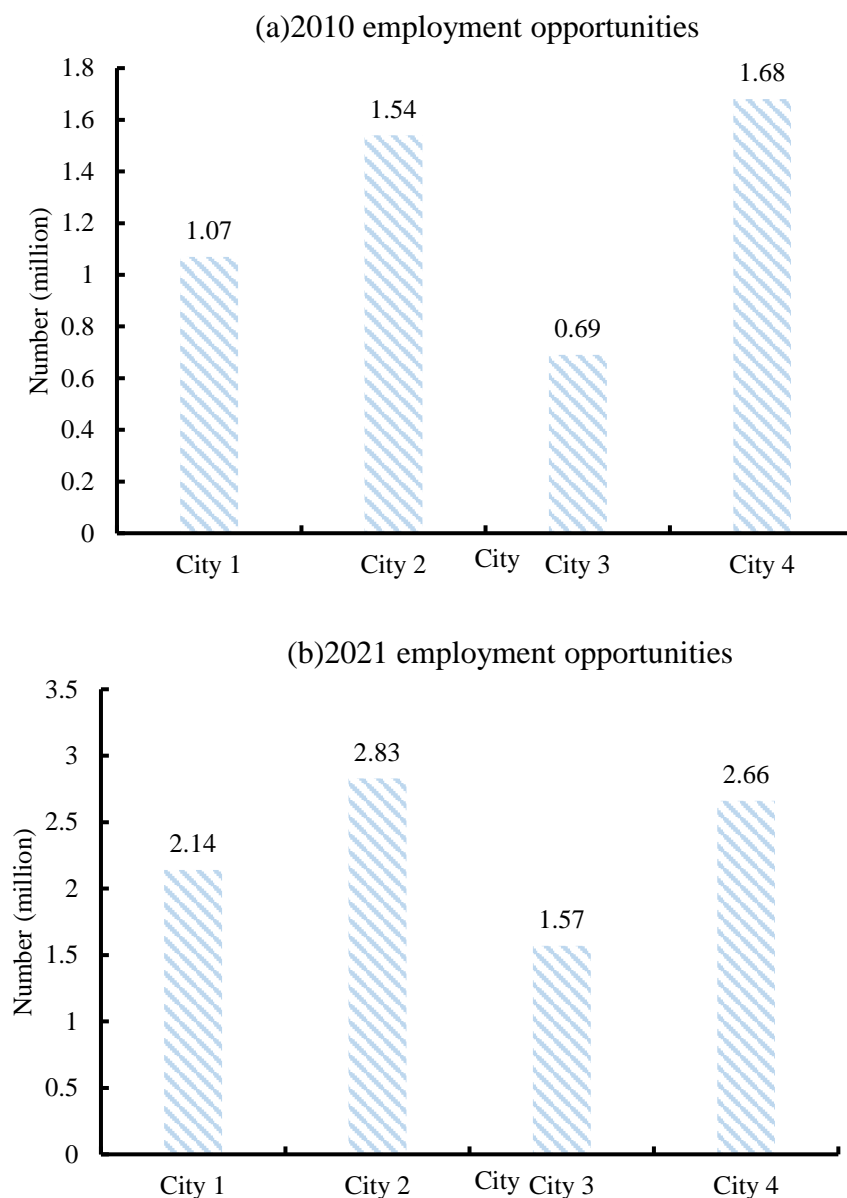 (a)2010 employment opportunities
1.8
1.6
1.4
1.2
1
0.8
0.6
0.4
0.2
0
Number (million)
1.07
1.54
0.69
1.68
City 1
City 2
City 3
City 4
City
(b)2021 employment opportunities
3.5
3
2.5
2
1.5
1
0.5
0
Number (million)
2.14
2.83
1.57
2.66
City 1
City 2
City 3
City 4
City